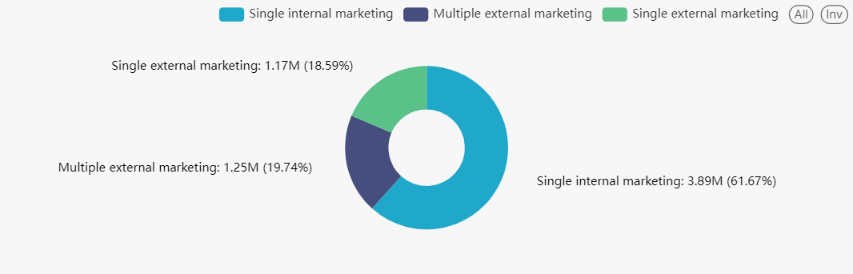 Single internal marketing Multiple external marketing Single external marketing All Inv
Single external marketing: 1.17M (18.59%)
Multiple external marketing: 1.25M (19.74%)
Single internal marketing: 3.89M (61.67%)